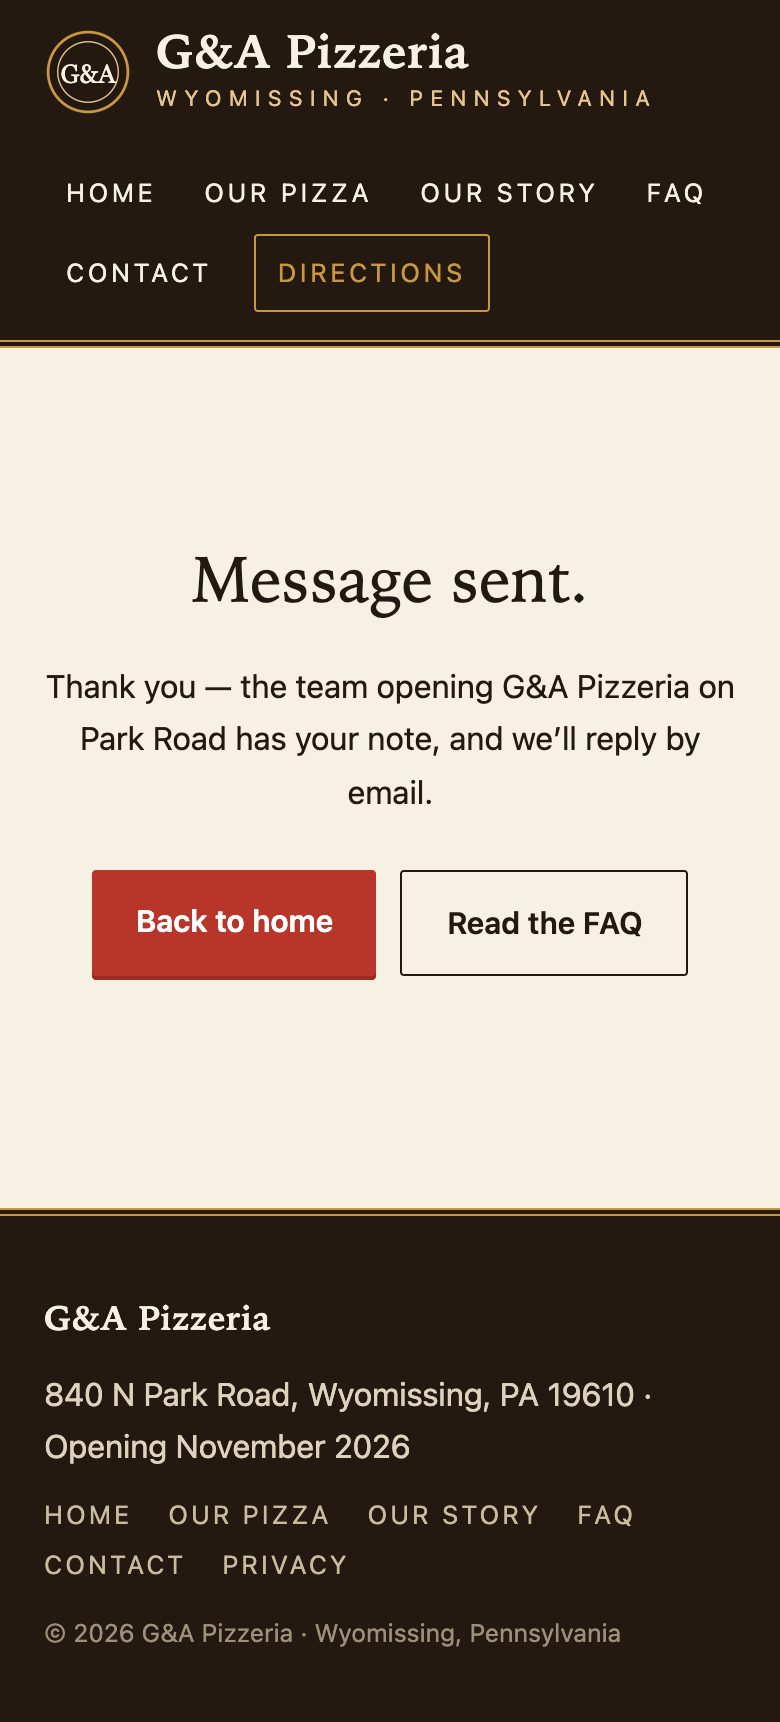 G&A
G&A Pizzeria
WYOMISSING · PENNSYLVANIA
HOME OUR PIZZA OUR STORY FAQ
CONTACT DIRECTIONS
Message sent.
Thank you — the team opening G&A Pizzeria on
Park Road has your note, and we’ll reply by
email.
Back to home Read the FAQ
G&A Pizzeria
840 N Park Road, Wyomissing, PA 19610 ·
Opening November 2026
HOME OUR PIZZA OUR STORY FAQ
CONTACT PRIVACY
© 2026 G&A Pizzeria · Wyomissing, Pennsylvania